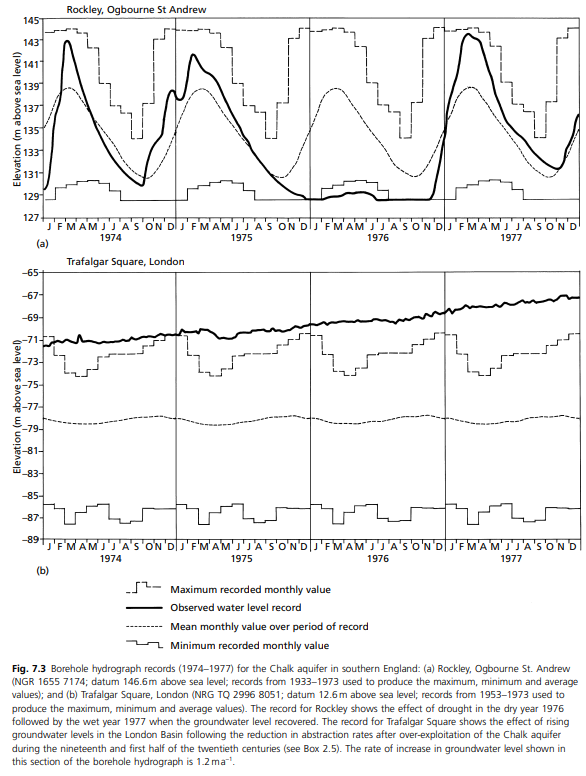 Rockley, Ogbourne St Andrew
145
143
141
139
137
135
133
131
129
127
Elevation (m above sea level)
J F M A M J J A S O N D J F M A M J J A S O N D J F M A M J J A S O N D J F M A M J J A S O N D
(a)
1974 1975 1976 1977
Trafalgar Square, London
−65
−67
−69
−71
−73
−75
−77
−79
−81
−83
−85
−87
−89
Elevation (m above sea level)
J F M A M J J A S O N D J F M A M J J A S O N D J F M A M J J A S O N D J F M A M J J A S O N D
(b)
1974 1975 1976 1977
Maximum recorded monthly value
Observed water level record
Mean monthly value over period of record
Minimum recorded monthly value
Fig. 7.3 Borehole hydrograph records (1974–1977) for the Chalk aquifer in southern England: (a) Rockley, Ogbourne St. Andrew
(NGR 1655 7174; datum 146.6 m above sea level; records from 1933–1973 used to produce the maximum, minimum and average
values); and (b) Trafalgar Square, London (NRG TQ 2996 8051; datum 12.6 m above sea level; records from 1953–1973 used to
produce the maximum, minimum and average values). The record for Rockley shows the effect of drought in the dry year 1976
followed by the wet year 1977 when the groundwater level recovered. The record for Trafalgar Square shows the effect of rising
groundwater levels in the London Basin following the reduction in abstraction rates after over-exploitation of the Chalk aquifer
during the nineteenth and first half of the twentieth centuries (see Box 2.5). The rate of increase in groundwater level shown in
this section of the borehole hydrograph is 1.2 m a⁻¹.